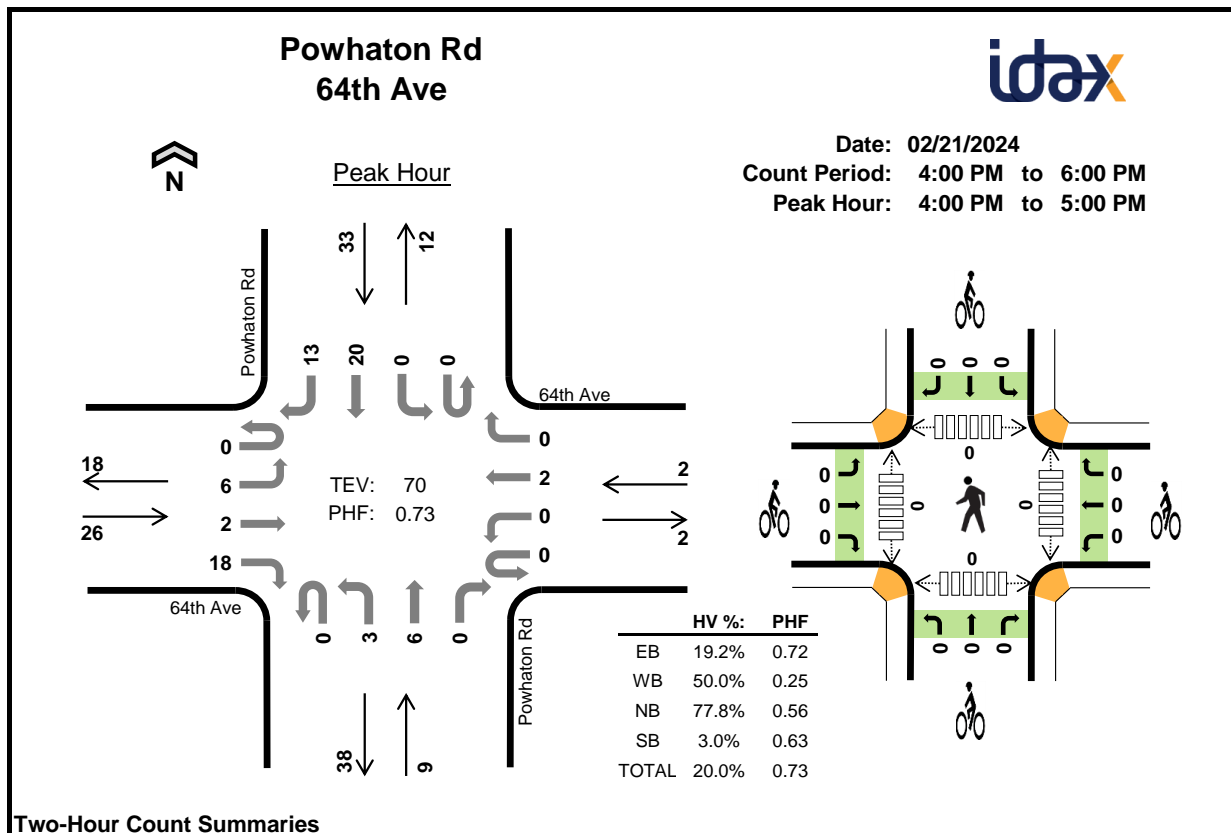 Powhaton Rd
64th Ave
idax
Date: 02/21/2024
Count Period: 4:00 PM to 6:00 PM
Peak Hour: 4:00 PM to 5:00 PM
N
Peak Hour
33 12
Powhaton Rd
13 20 0 0
64th Ave
0 0
18 6 2 2
TEV: 70
PHF: 0.73
26 2 0 2
18 0
64th Ave
0 3 6 0
Powhaton Rd
38 9
0 0 0
0
0 0
0 0 0 0
0 0
0
0 0 0
HV %: PHF
EB 19.2% 0.72
WB 50.0% 0.25
NB 77.8% 0.56
SB 3.0% 0.63
TOTAL 20.0% 0.73
Two-Hour Count Summaries